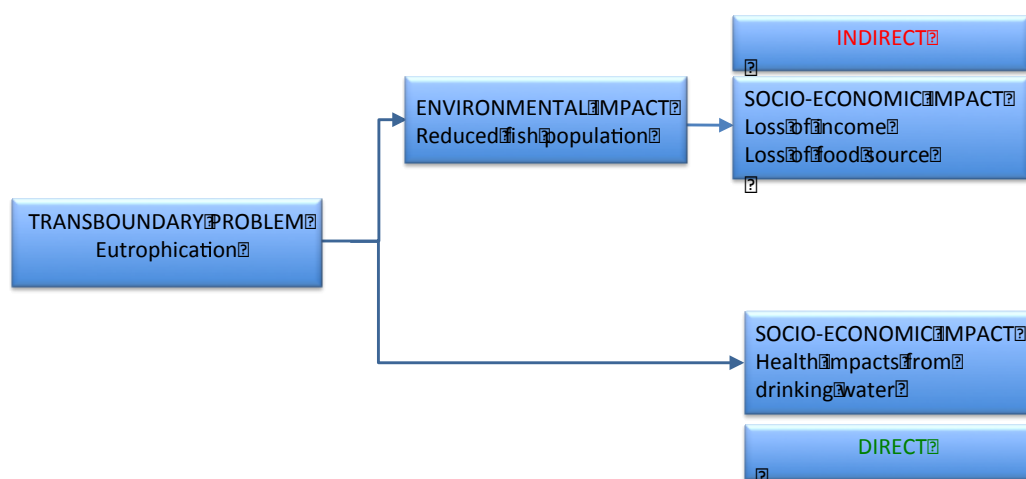 INDIRECT
ENVIRONMENTAL IMPACT
Reduced fish population
SOCIO-ECONOMIC IMPACT
Loss of income
Loss of food source
TRANSBOUNDARY PROBLEM
Eutrophication
SOCIO-ECONOMIC IMPACT
Health impacts from
drinking water
DIRECT